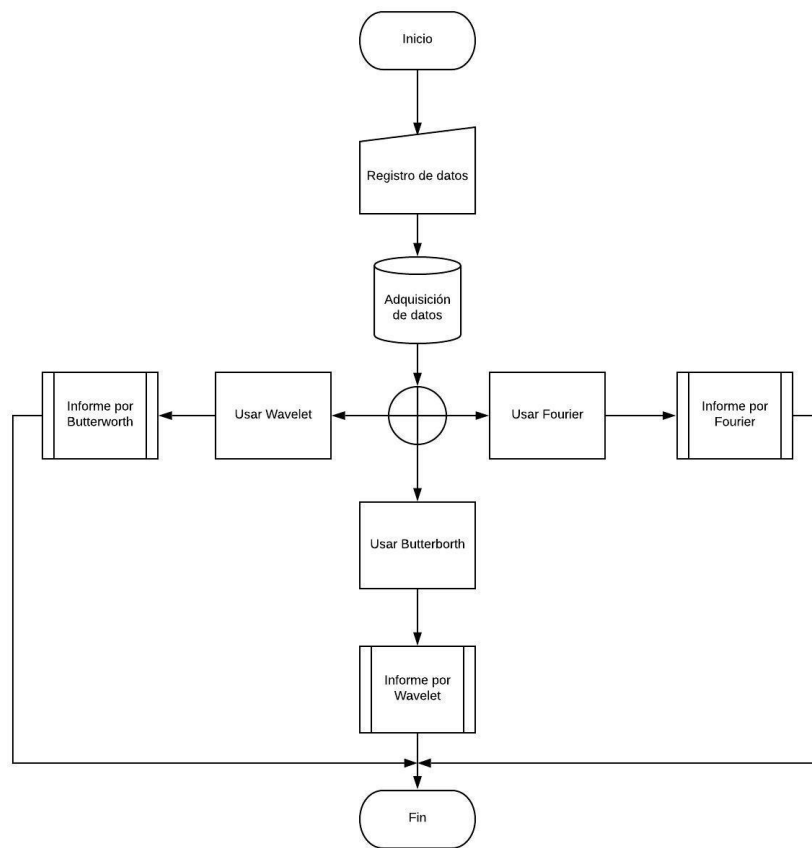 Inicio
Registro de datos
Adquisición
de datos
Informe por
Butterworth
Usar Wavelet
Usar Fourier
Informe por
Fourier
Usar Butterborth
Informe por
Wavelet
Fin